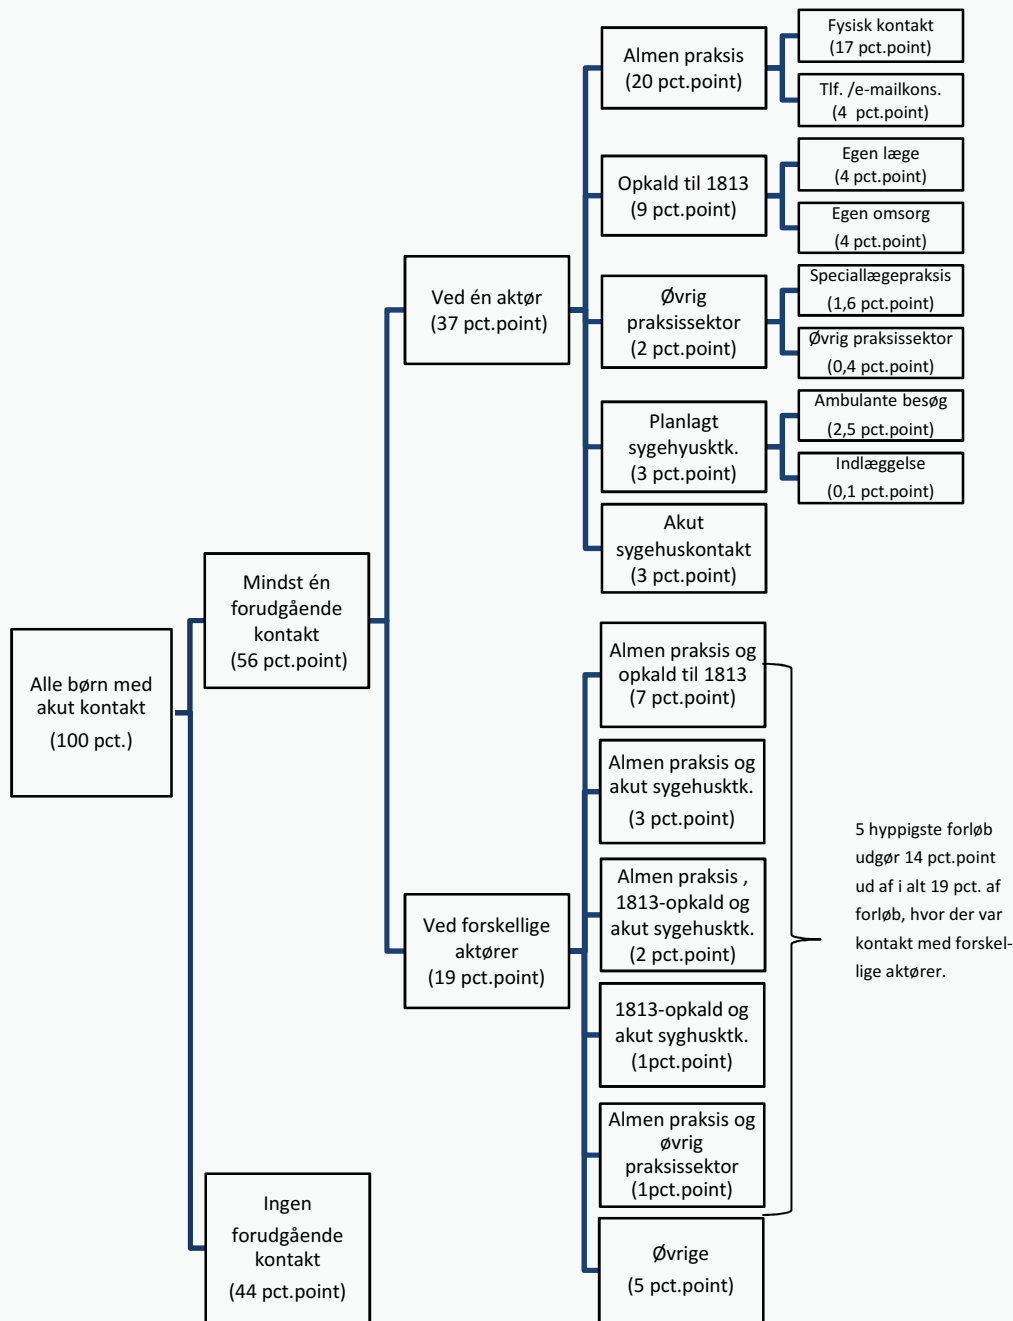 Alle børn med
akut kontakt
(100 pct.)
Mindst én
forudgående
kontakt
(56 pct.point)
Ingen
forudgående
kontakt
(44 pct.point)
Ved én aktør
(37 pct.point)
Ved forskellige
aktører
(19 pct.point)
Almen praksis
(20 pct.point)
Opkald til 1813
(9 pct.point)
Øvrig
praksissektor
(2 pct.point)
Planlagt
sygehyusktk.
(3 pct.point)
Akut
sygehuskontakt
(3 pct.point)
Fysisk kontakt
(17 pct.point)
Tlf. /e-mailkons.
(4 pct.point)
Egen læge
(4 pct.point)
Egen omsorg
(4 pct.point)
Speciallægepraksis
(1,6 pct.point)
Øvrig praksissektor
(0,4 pct.point)
Ambulante besøg
(2,5 pct.point)
Indlæggelse
(0,1 pct.point)
Almen praksis og
opkald til 1813
(7 pct.point)
Almen praksis og
akut sygehusktk.
(3 pct.point)
Almen praksis ,
1813-opkald og
akut sygehusktk.
(2 pct.point)
1813-opkald og
akut syghusktk.
(1pct.point)
Almen praksis og
øvrig
praksissektor
(1pct.point)
Øvrige
(5 pct.point)
5 hyppigste forløb
udgør 14 pct.point
ud af i alt 19 pct. af
forløb, hvor der var
kontakt med forskel-
lige aktører.